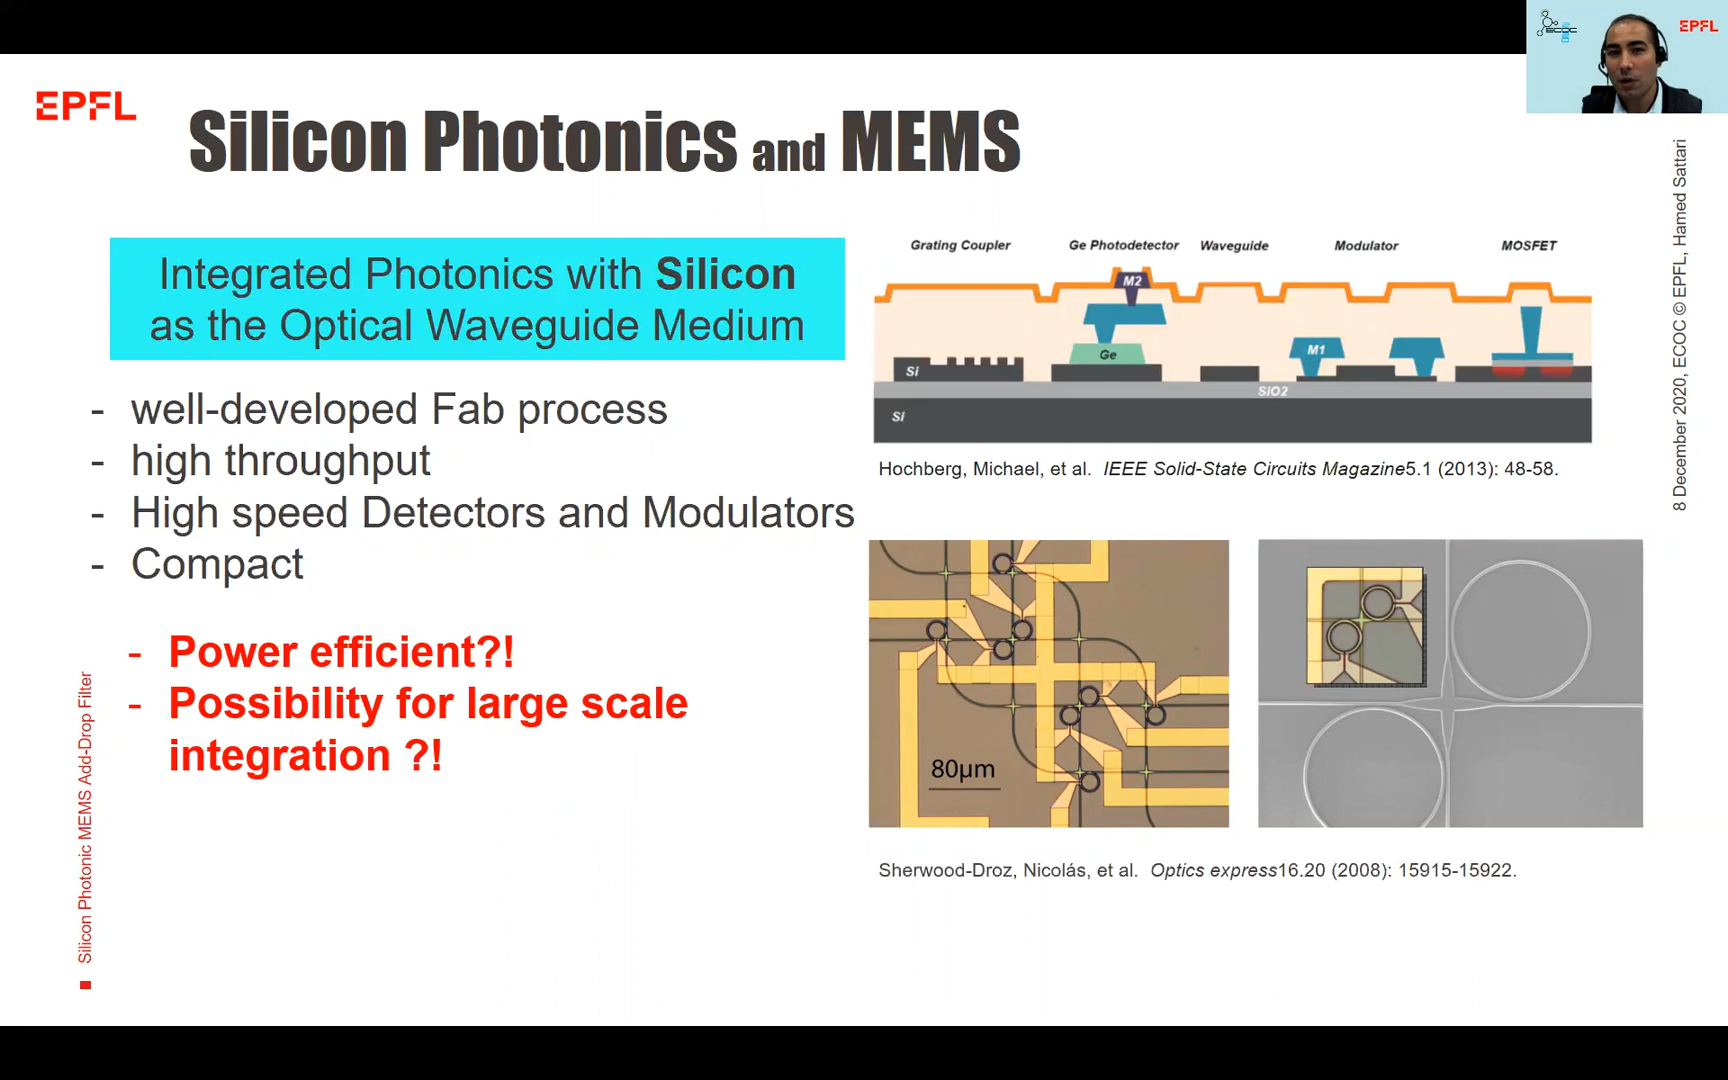 ECOC
EPFL
EPFL
Silicon Photonics and MEMS
Integrated Photonics with Silicon
as the Optical Waveguide Medium
- well-developed Fab process
- high throughput
- High speed Detectors and Modulators
- Compact
- Power efficient?!
- Possibility for large scale
integration ?!
Grating Coupler Ge Photodetector Waveguide Modulator MOSFET
M2
M1
Ge
Si
SiO2
Si
Hochberg, Michael, et al. IEEE Solid-State Circuits Magazine5.1 (2013): 48-58.
80µm
Sherwood-Droz, Nicolás, et al. Optics express16.20 (2008): 15915-15922.
Silicon Photonic MEMS Add-Drop Filter
8 December 2020, ECOC © EPFL, Hamed Sattari